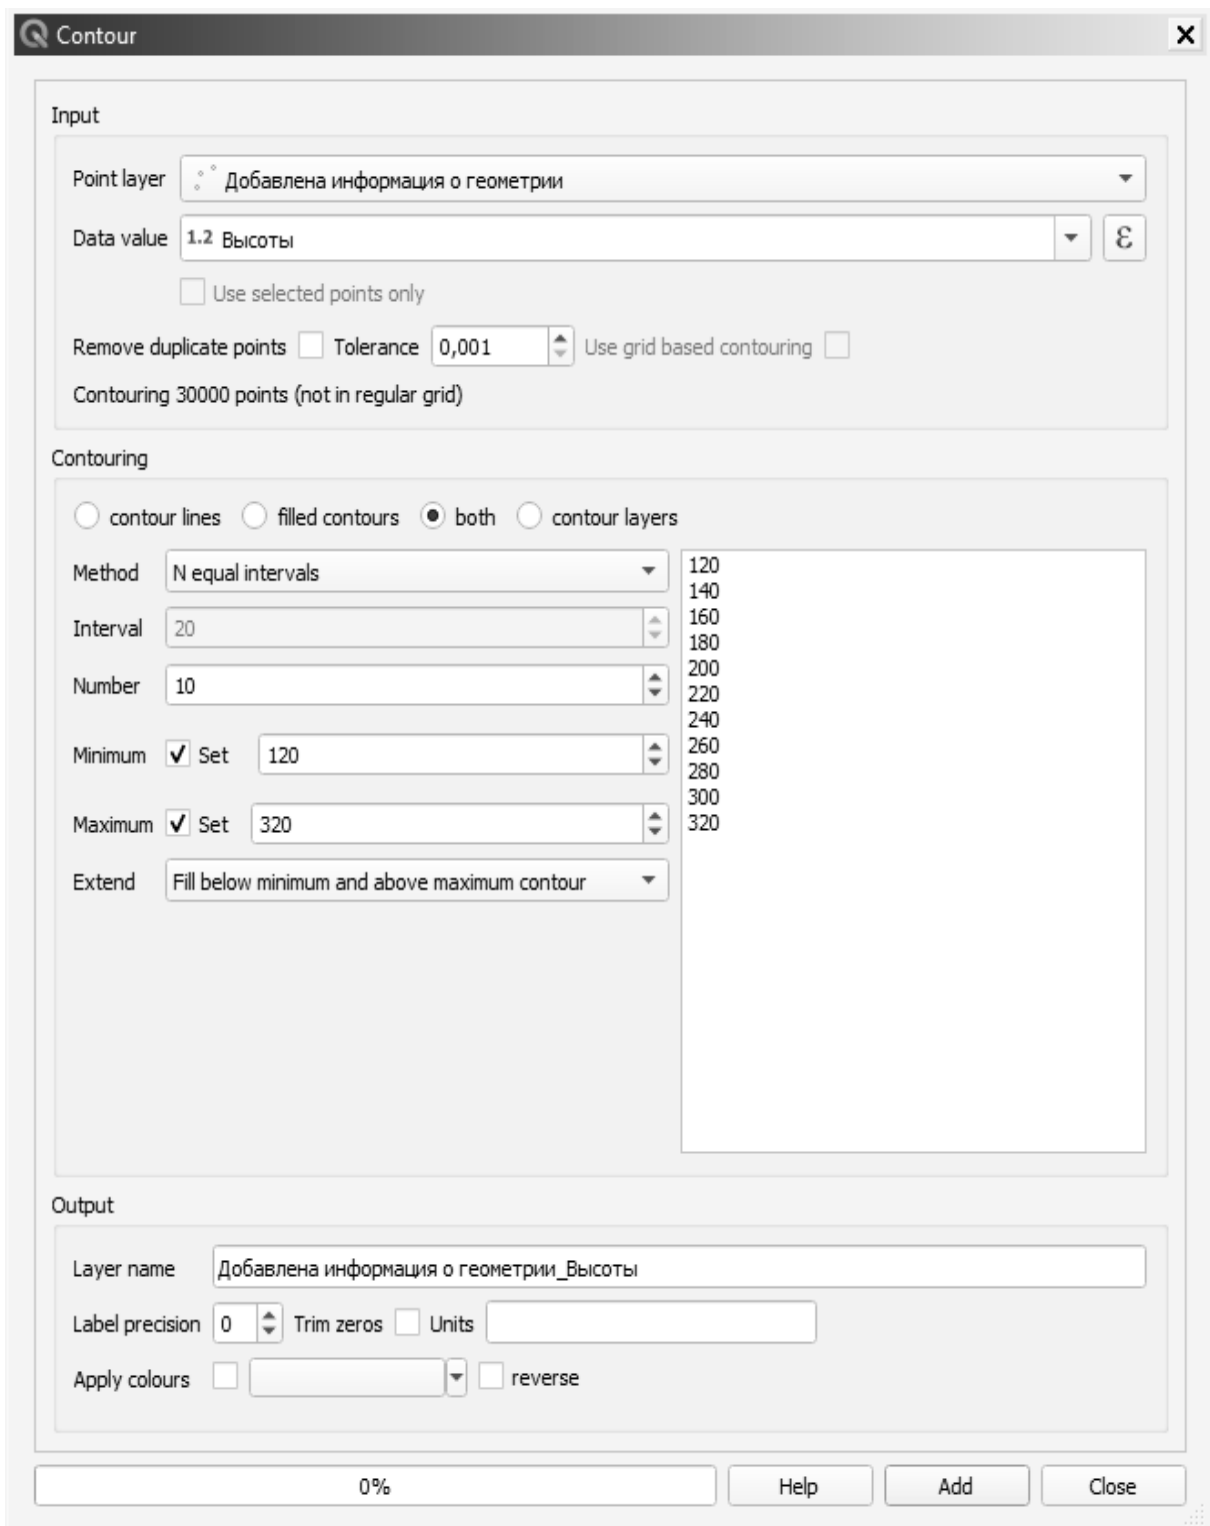 Contour
Input
Point layer Добавлена информация о геометрии
Data value 1.2 Высоты ε
Use selected points only
Remove duplicate points Tolerance 0,001 Use grid based contouring
Contouring 30000 points (not in regular grid)
Contouring
contour lines filled contours both contour layers
Method N equal intervals
Interval 20
Number 10
Minimum Set 120
Maximum Set 320
Extend Fill below minimum and above maximum contour
120
140
160
180
200
220
240
260
280
300
320
Output
Layer name Добавлена информация о геометрии_Высоты
Label precision 0 Trim zeros Units
Apply colours reverse
0% Help Add Close